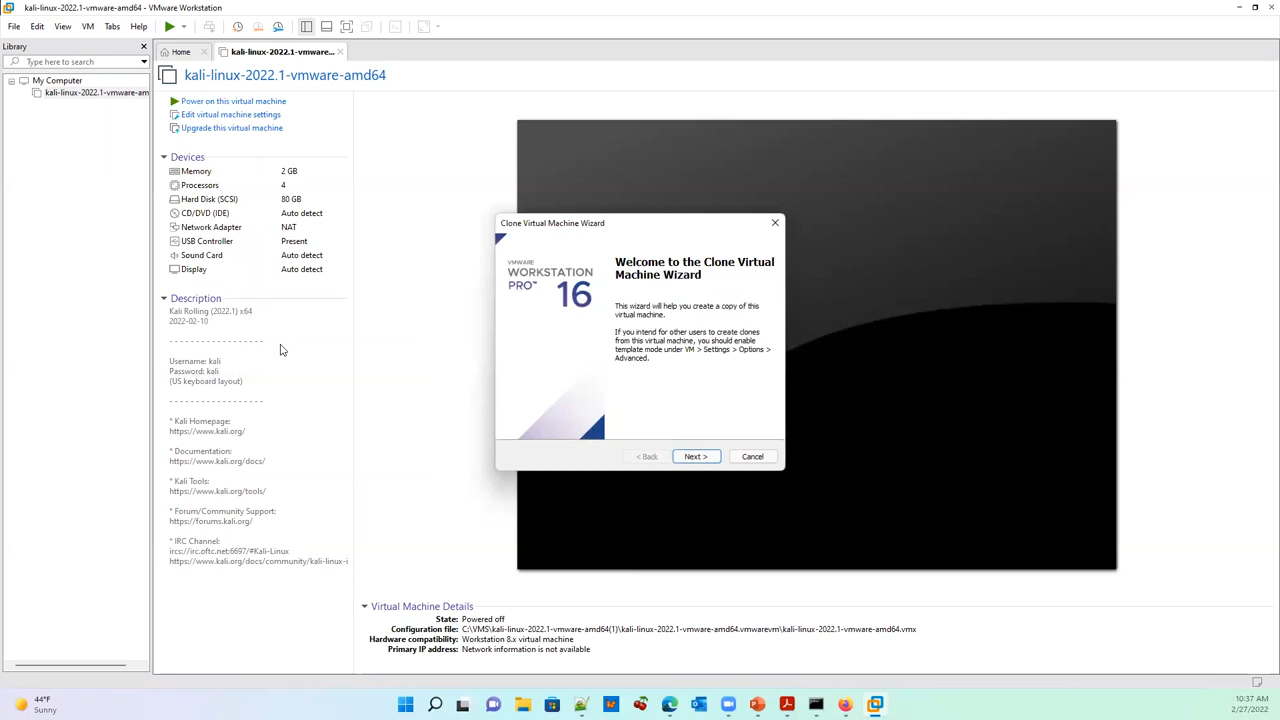 kali-linux-2022.1-vmware-amd64 - VMware Workstation
File Edit View VM Tabs Help
Library
Type here to search
My Computer
kali-linux-2022.1-vmware-am
Home
kali-linux-2022.1-vmware...
kali-linux-2022.1-vmware-amd64
Power on this virtual machine
Edit virtual machine settings
Upgrade this virtual machine
Devices
Memory 2 GB
Processors 4
Hard Disk (SCSI) 80 GB
CD/DVD (IDE) Auto detect
Network Adapter NAT
USB Controller Present
Sound Card Auto detect
Display Auto detect
Description
Kali Rolling (2022.1) x64
2022-02-10
- - - - - - - - - - - - - - - - - -
Username: kali
Password: kali
(US keyboard layout)
- - - - - - - - - - - - - - - - - -
* Kali Homepage:
https://www.kali.org/
* Documentation:
https://www.kali.org/docs/
* Kali Tools:
https://www.kali.org/tools/
* Forum/Community Support:
https://forums.kali.org/
* IRC Channel:
ircs://irc.oftc.net:6697/#Kali-Linux
https://www.kali.org/docs/community/kali-linux-i
Clone Virtual Machine Wizard
VMWARE
WORKSTATION
PRO™ 16
Welcome to the Clone Virtual
Machine Wizard
This wizard will help you create a copy of this
virtual machine.
If you intend for other users to create clones
from this virtual machine, you should enable
template mode under VM > Settings > Options >
Advanced.
< Back Next > Cancel
Virtual Machine Details
State: Powered off
Configuration file: C:\VMS\kali-linux-2022.1-vmware-amd64(1)\kali-linux-2022.1-vmware-amd64.vmwarevm\kali-linux-2022.1-vmware-amd64.vmx
Hardware compatibility: Workstation 8.x virtual machine
Primary IP address: Network information is not available
44°F
Sunny
10:37 AM
2/27/2022